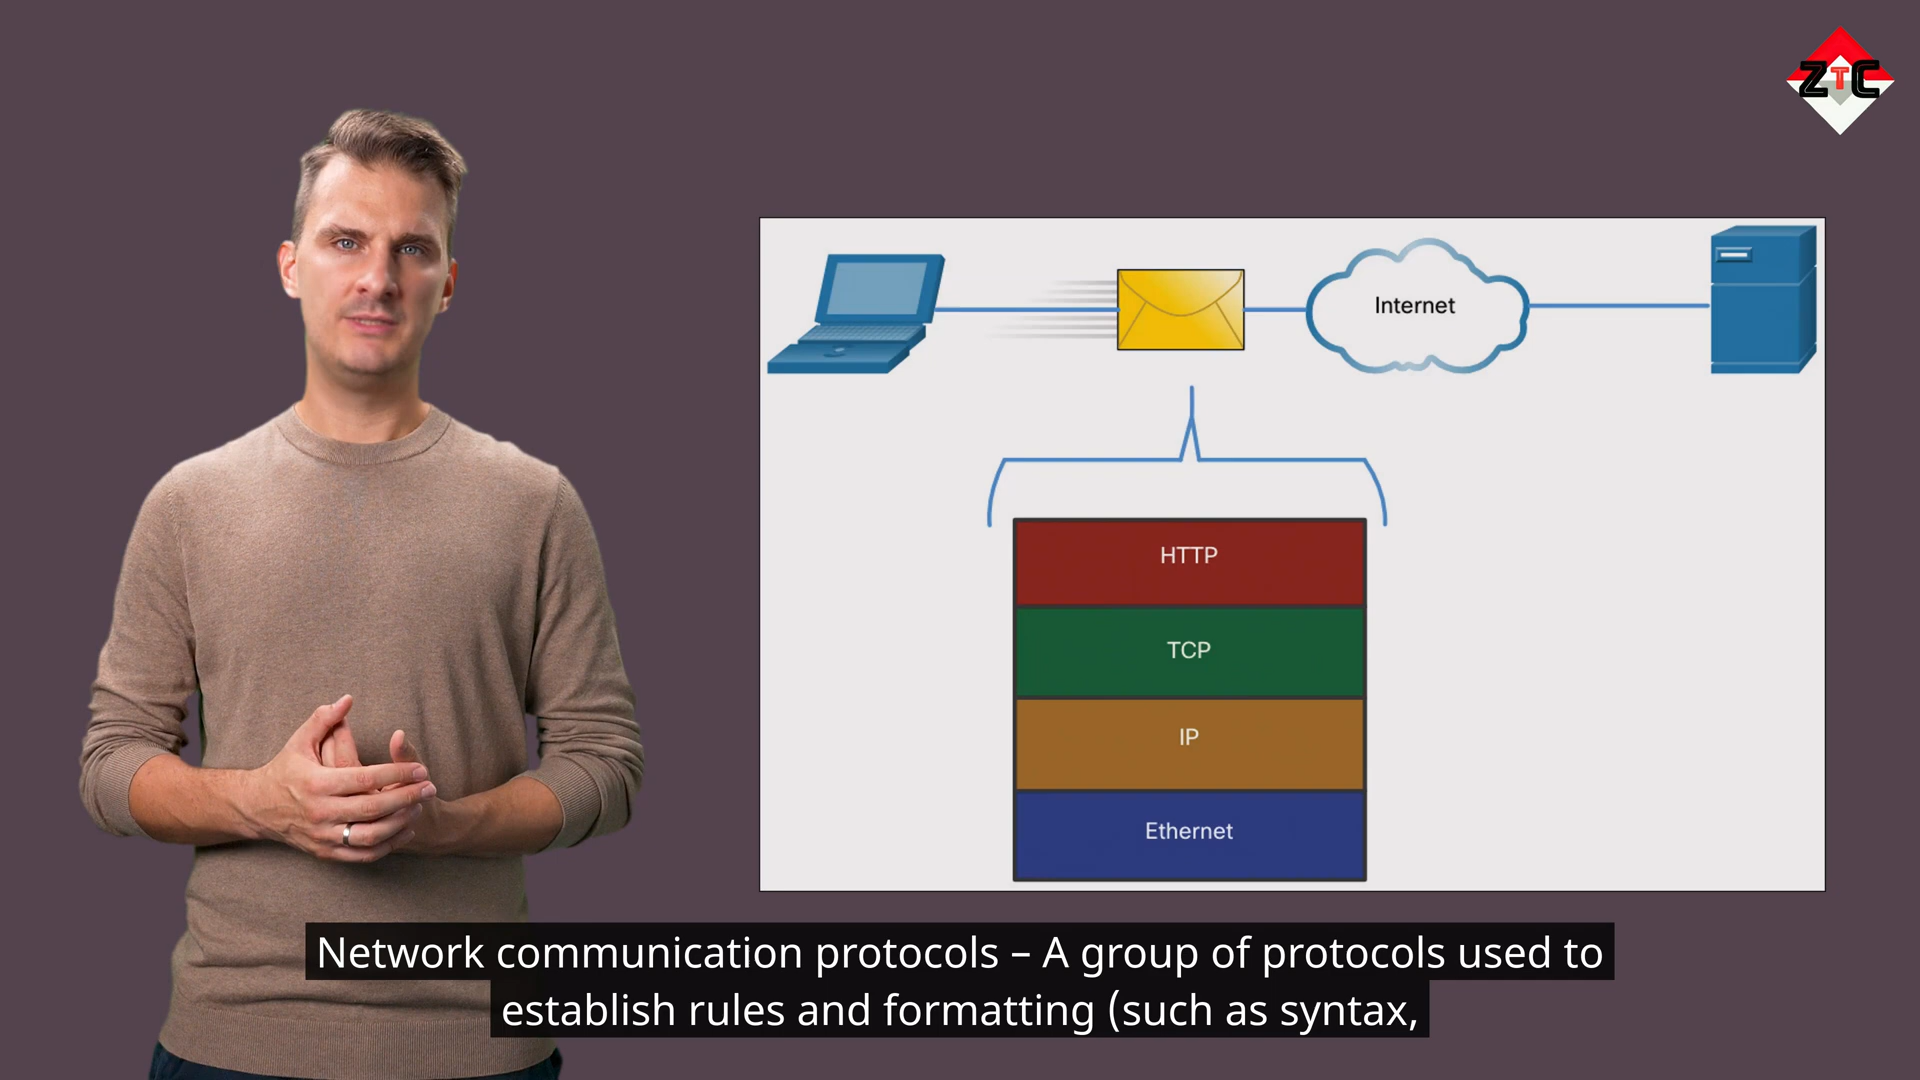 ZTC
Internet
HTTP
TCP
IP
Ethernet
Network communication protocols – A group of protocols used to
establish rules and formatting (such as syntax,